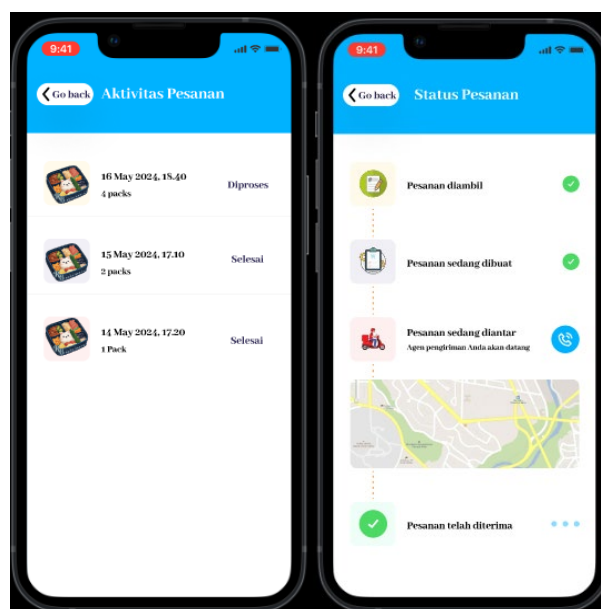 9:41
Go back
Aktivitas Pesanan
16 May 2024, 18.40
4 packs
Diproses
15 May 2024, 17.10
2 packs
Selesai
14 May 2024, 17.20
1 Pack
Selesai
9:41
Go back
Status Pesanan
Pesanan diambil
Pesanan sedang dibuat
Pesanan sedang diantar
Agen pengiriman Anda akan datang
Pesanan telah diterima